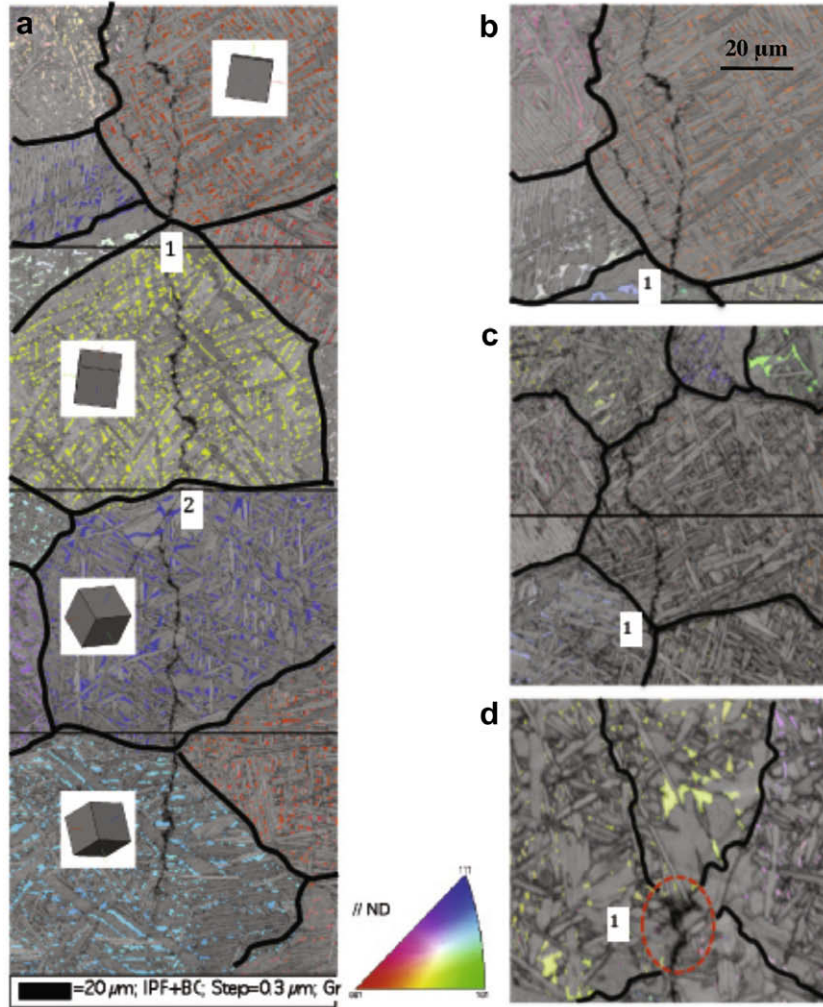 a
b
20 μm
1
1
c
2
1
d
111
// ND
1
001
101
=20 μm; IPF+BC; Step=0.3 μm; Gr